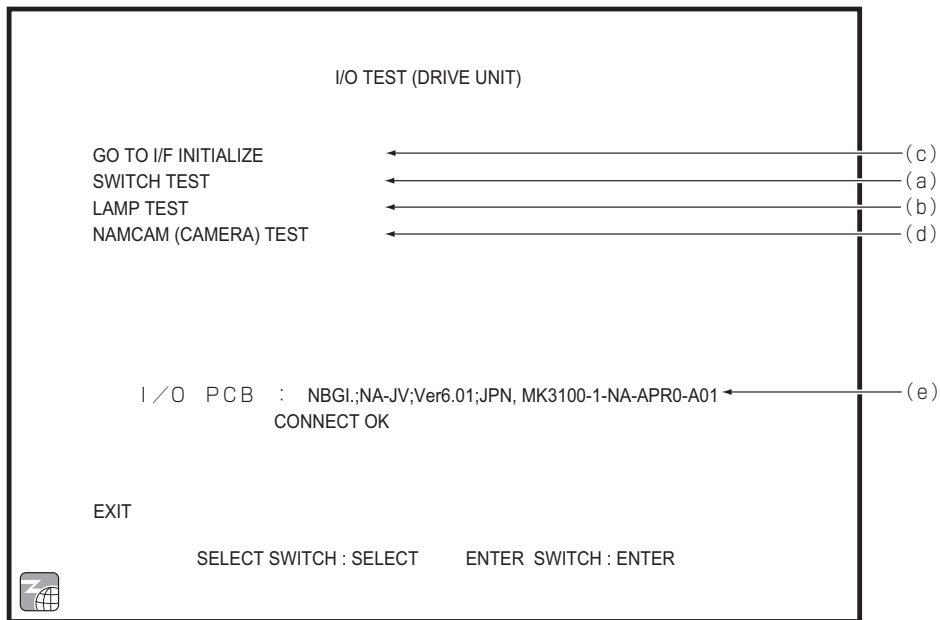 I/O TEST (DRIVE UNIT)
GO TO I/F INITIALIZE (c)
SWITCH TEST (a)
LAMP TEST (b)
NAMCAM (CAMERA) TEST (d)
I/O PCB : NBGI.;NA-JV;Ver6.01;JPN, MK3100-1-NA-APR0-A01 (e)
CONNECT OK
EXIT
SELECT SWITCH : SELECT ENTER SWITCH : ENTER